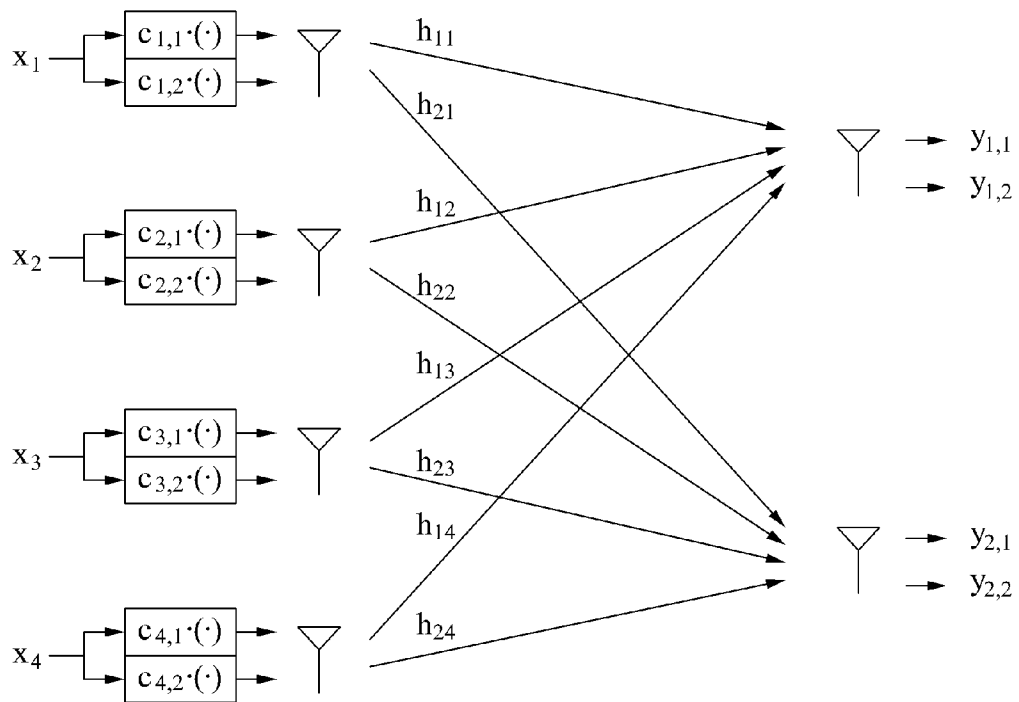 x₁
c₁,₁·(·)
c₁,₂·(·)
h₁₁
h₂₁
y₁,₁
y₁,₂
x₂
c₂,₁·(·)
c₂,₂·(·)
h₁₂
h₂₂
x₃
c₃,₁·(·)
c₃,₂·(·)
h₁₃
h₂₃
h₁₄
y₂,₁
y₂,₂
x₄
c₄,₁·(·)
c₄,₂·(·)
h₂₄